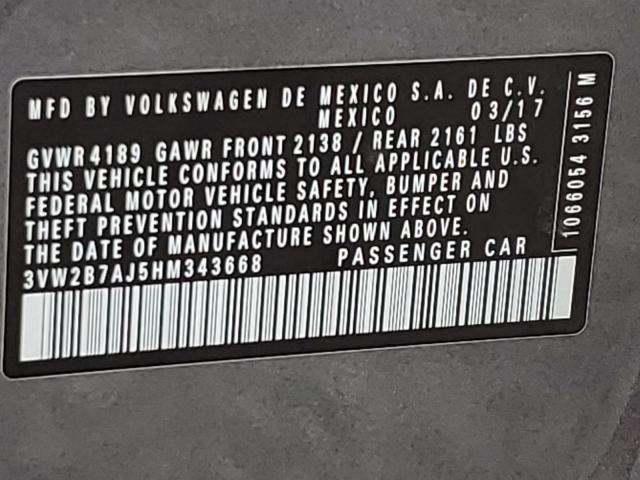 MFD BY VOLKSWAGEN DE MEXICO S.A. DE C.V.
MEXICO 03/17
GVWR 4189 GAWR FRONT 2138 / REAR 2161 LBS
THIS VEHICLE CONFORMS TO ALL APPLICABLE U.S.
FEDERAL MOTOR VEHICLE SAFETY, BUMPER AND
THEFT PREVENTION STANDARDS IN EFFECT ON
THE DATE OF MANUFACTURE SHOWN ABOVE.
3VW2B7AJ5HM343668 PASSENGER CAR
1066054 3156 M